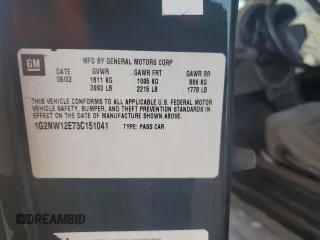 GM
MFD BY GENERAL MOTORS CORP
DATE GVWR GAWR FRT GAWR RR
08/02 1811 KG 1005 KG 806 KG
3993 LB 2215 LB 1778 LB
THIS VEHICLE CONFORMS TO ALL APPLICABLE U.S. FEDERAL MOTOR
VEHICLE SAFETY, BUMPER, AND THEFT PREVENTION STANDARDS IN
EFFECT ON THE DATE OF MANUFACTURE SHOWN ABOVE.
1G2NW12E73C151041 TYPE: PASS CAR